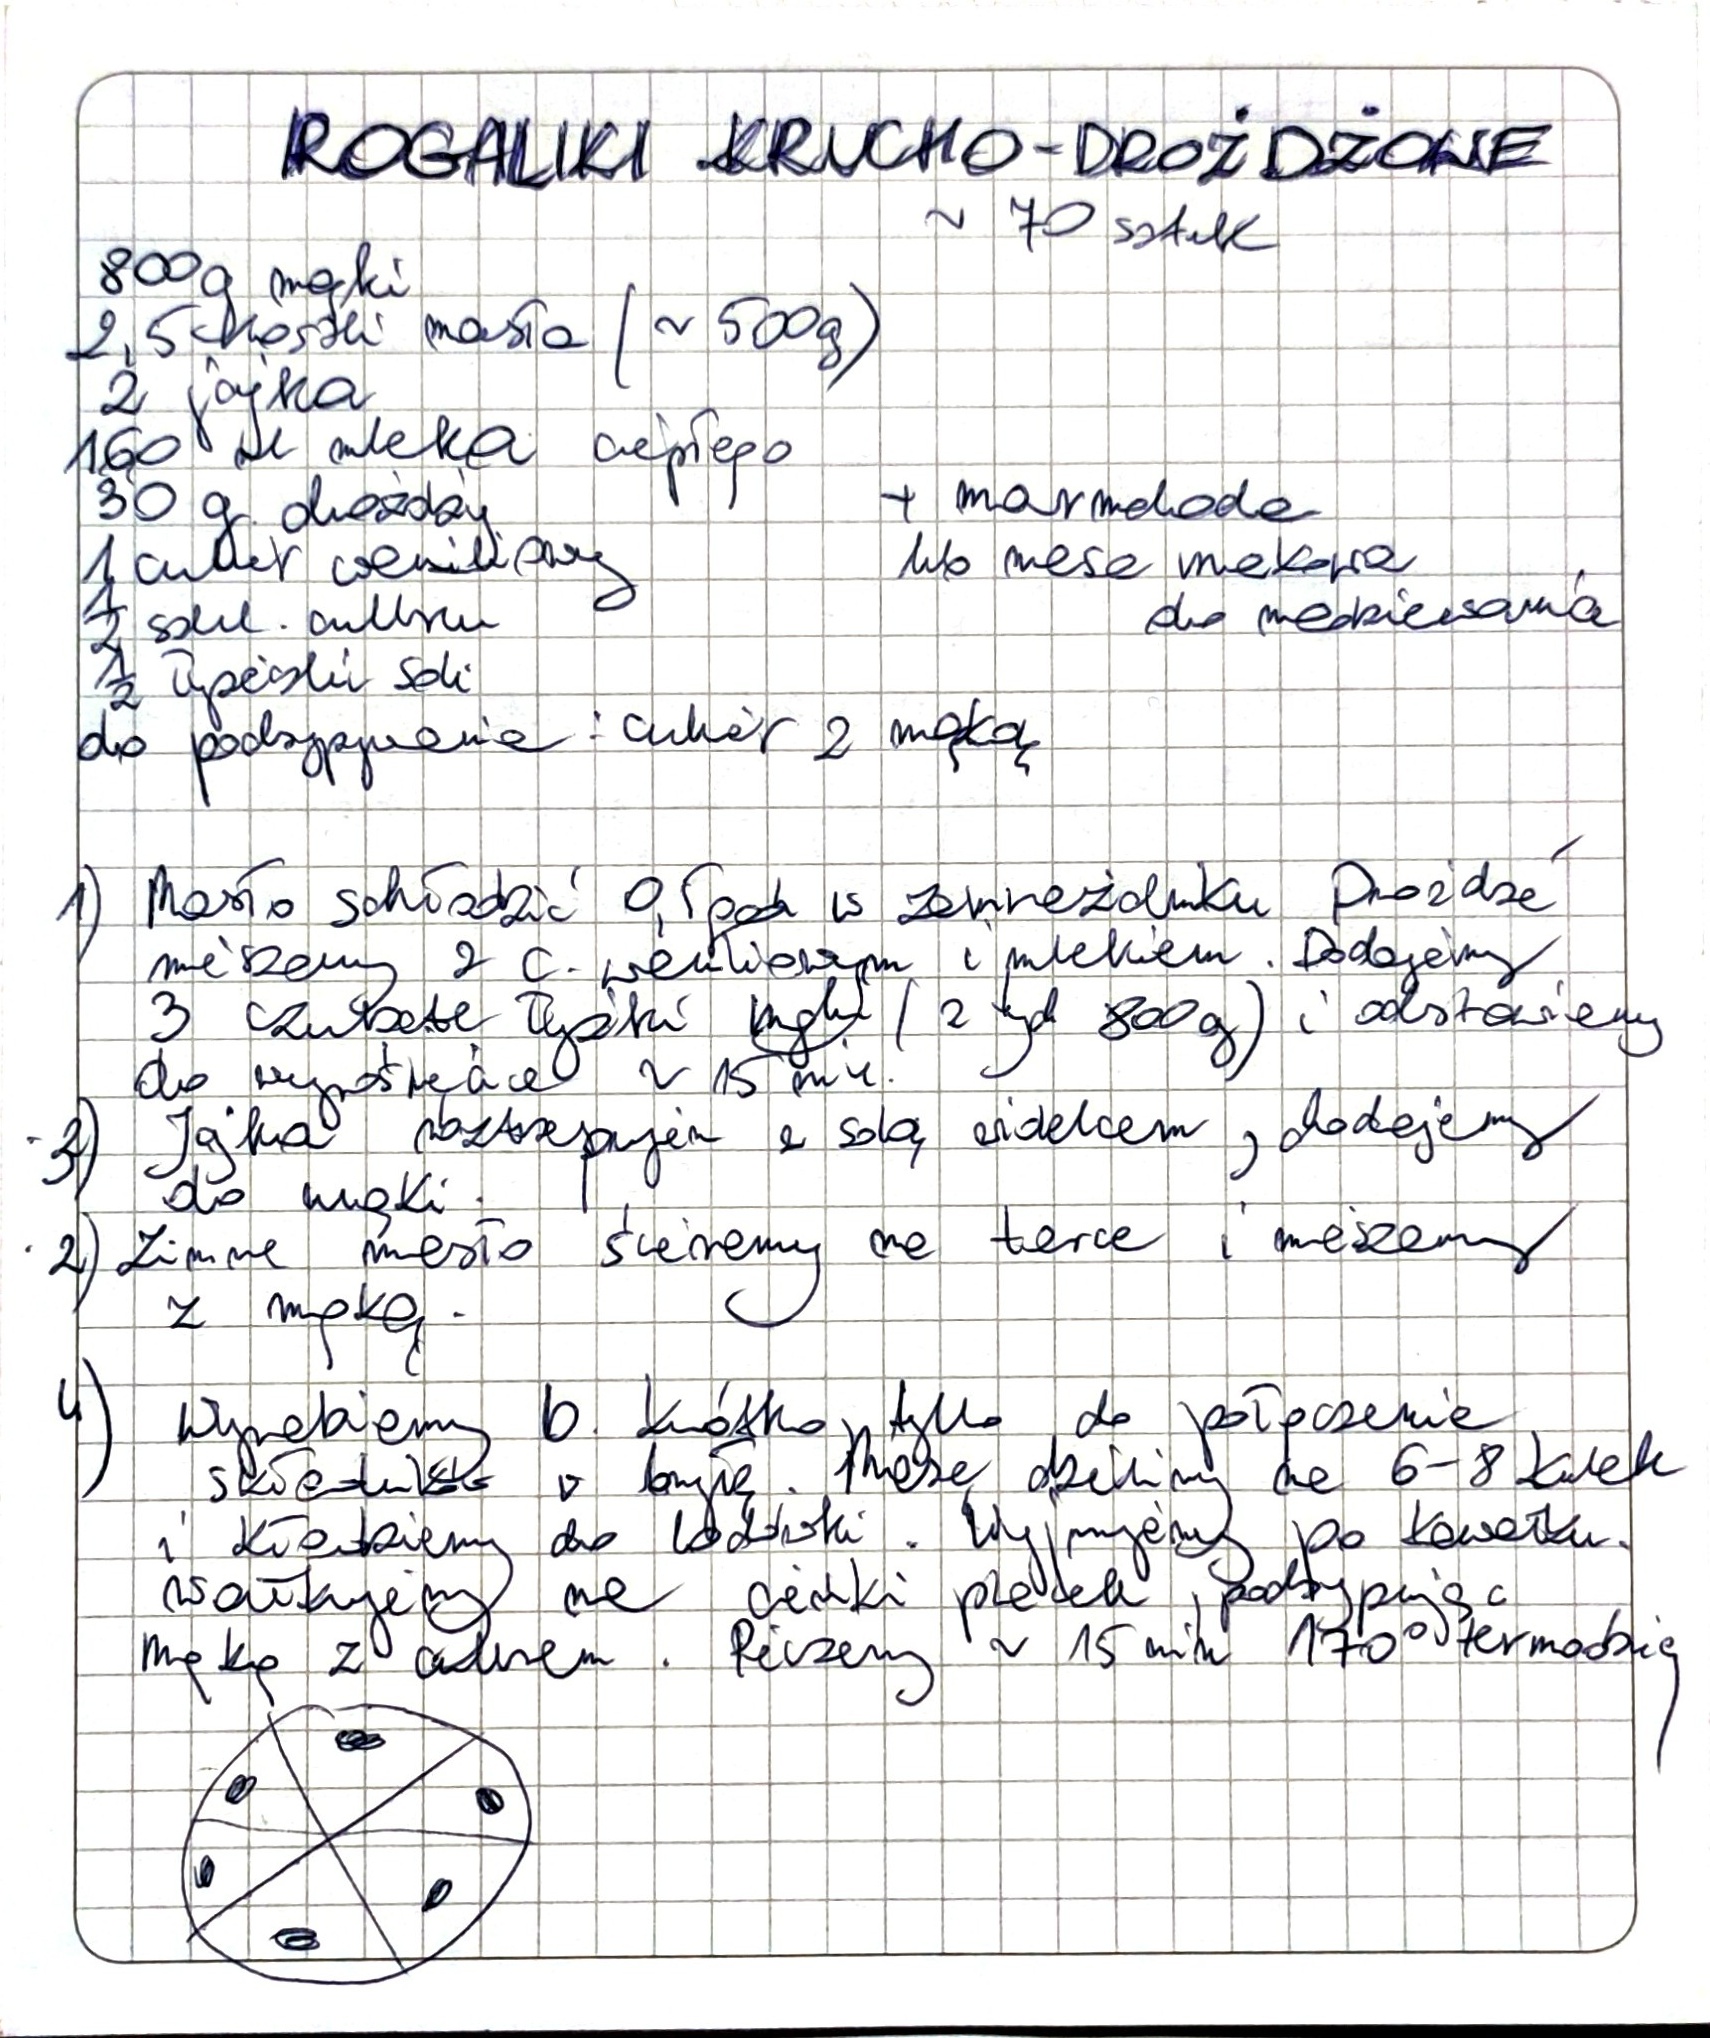 ROGALIKI KRUCHO-DROŻDŻOWE
~ 70 sztuk
800g mąki
2,5 kostki masła (~ 500g)
2 jajka
160 ml mleka ciepłego
30 g drożdży
1 cukier waniliowy
1/2 szkl. cukru
1/2 łyżeczki soli
do podsypywania : cukier z mąką
+ marmolada
lub masa makowa
do nadziewania
1) Masło schłodzić 0,5 godz w zamrażalniku Drożdże
mieszamy z c. waniliowym i mlekiem. Dodajemy
3 czubate łyżki mąki (z tych 800g) i odstawiamy
do wyrośnięcia ~ 15 min.
3) Jajka roztrzepujem z solą widelcem, dodajemy
do mąki.
2) Zimne masło ścieramy na tarce i mieszamy
z mąką.
4) Wyrabiamy b. krótko, tylko do połączenia
składników w bryłę. Masę dzielimy na 6-8 kulek
i kładziemy do lodówki. Wyjmujemy po kawałku.
wałkujemy na cienki placek, podsypując
mąką z cukrem. Pieczemy ~ 15 min 170° termoobieg